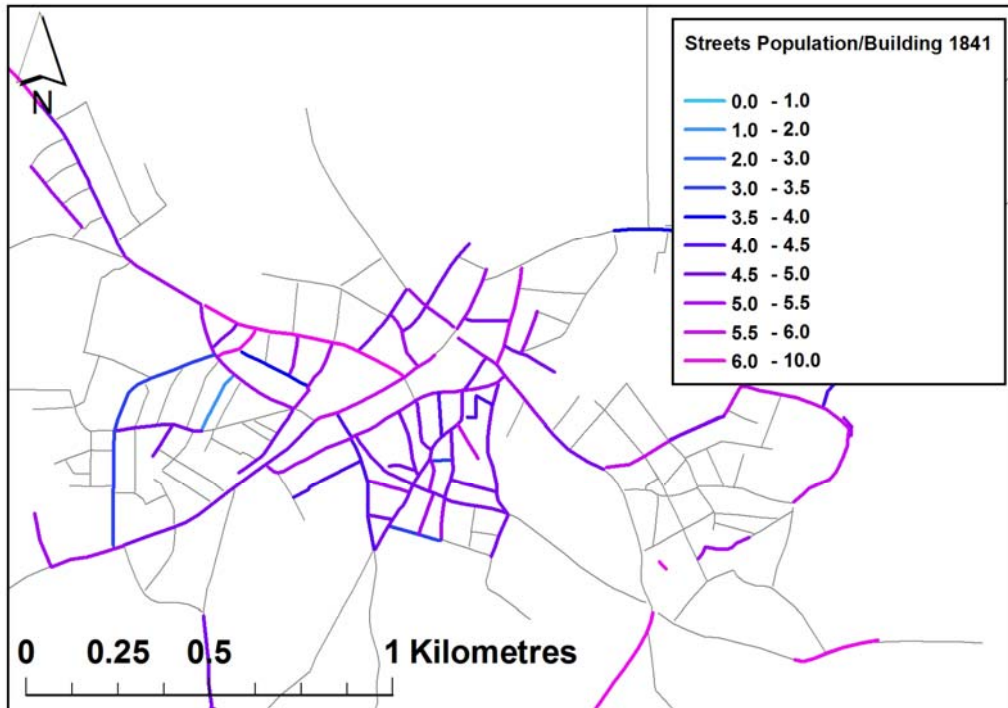 N
Streets Population/Building 1841
0.0 - 1.0
1.0 - 2.0
2.0 - 3.0
3.0 - 3.5
3.5 - 4.0
4.0 - 4.5
4.5 - 5.0
5.0 - 5.5
5.5 - 6.0
6.0 - 10.0
0 0.25 0.5 1 Kilometres